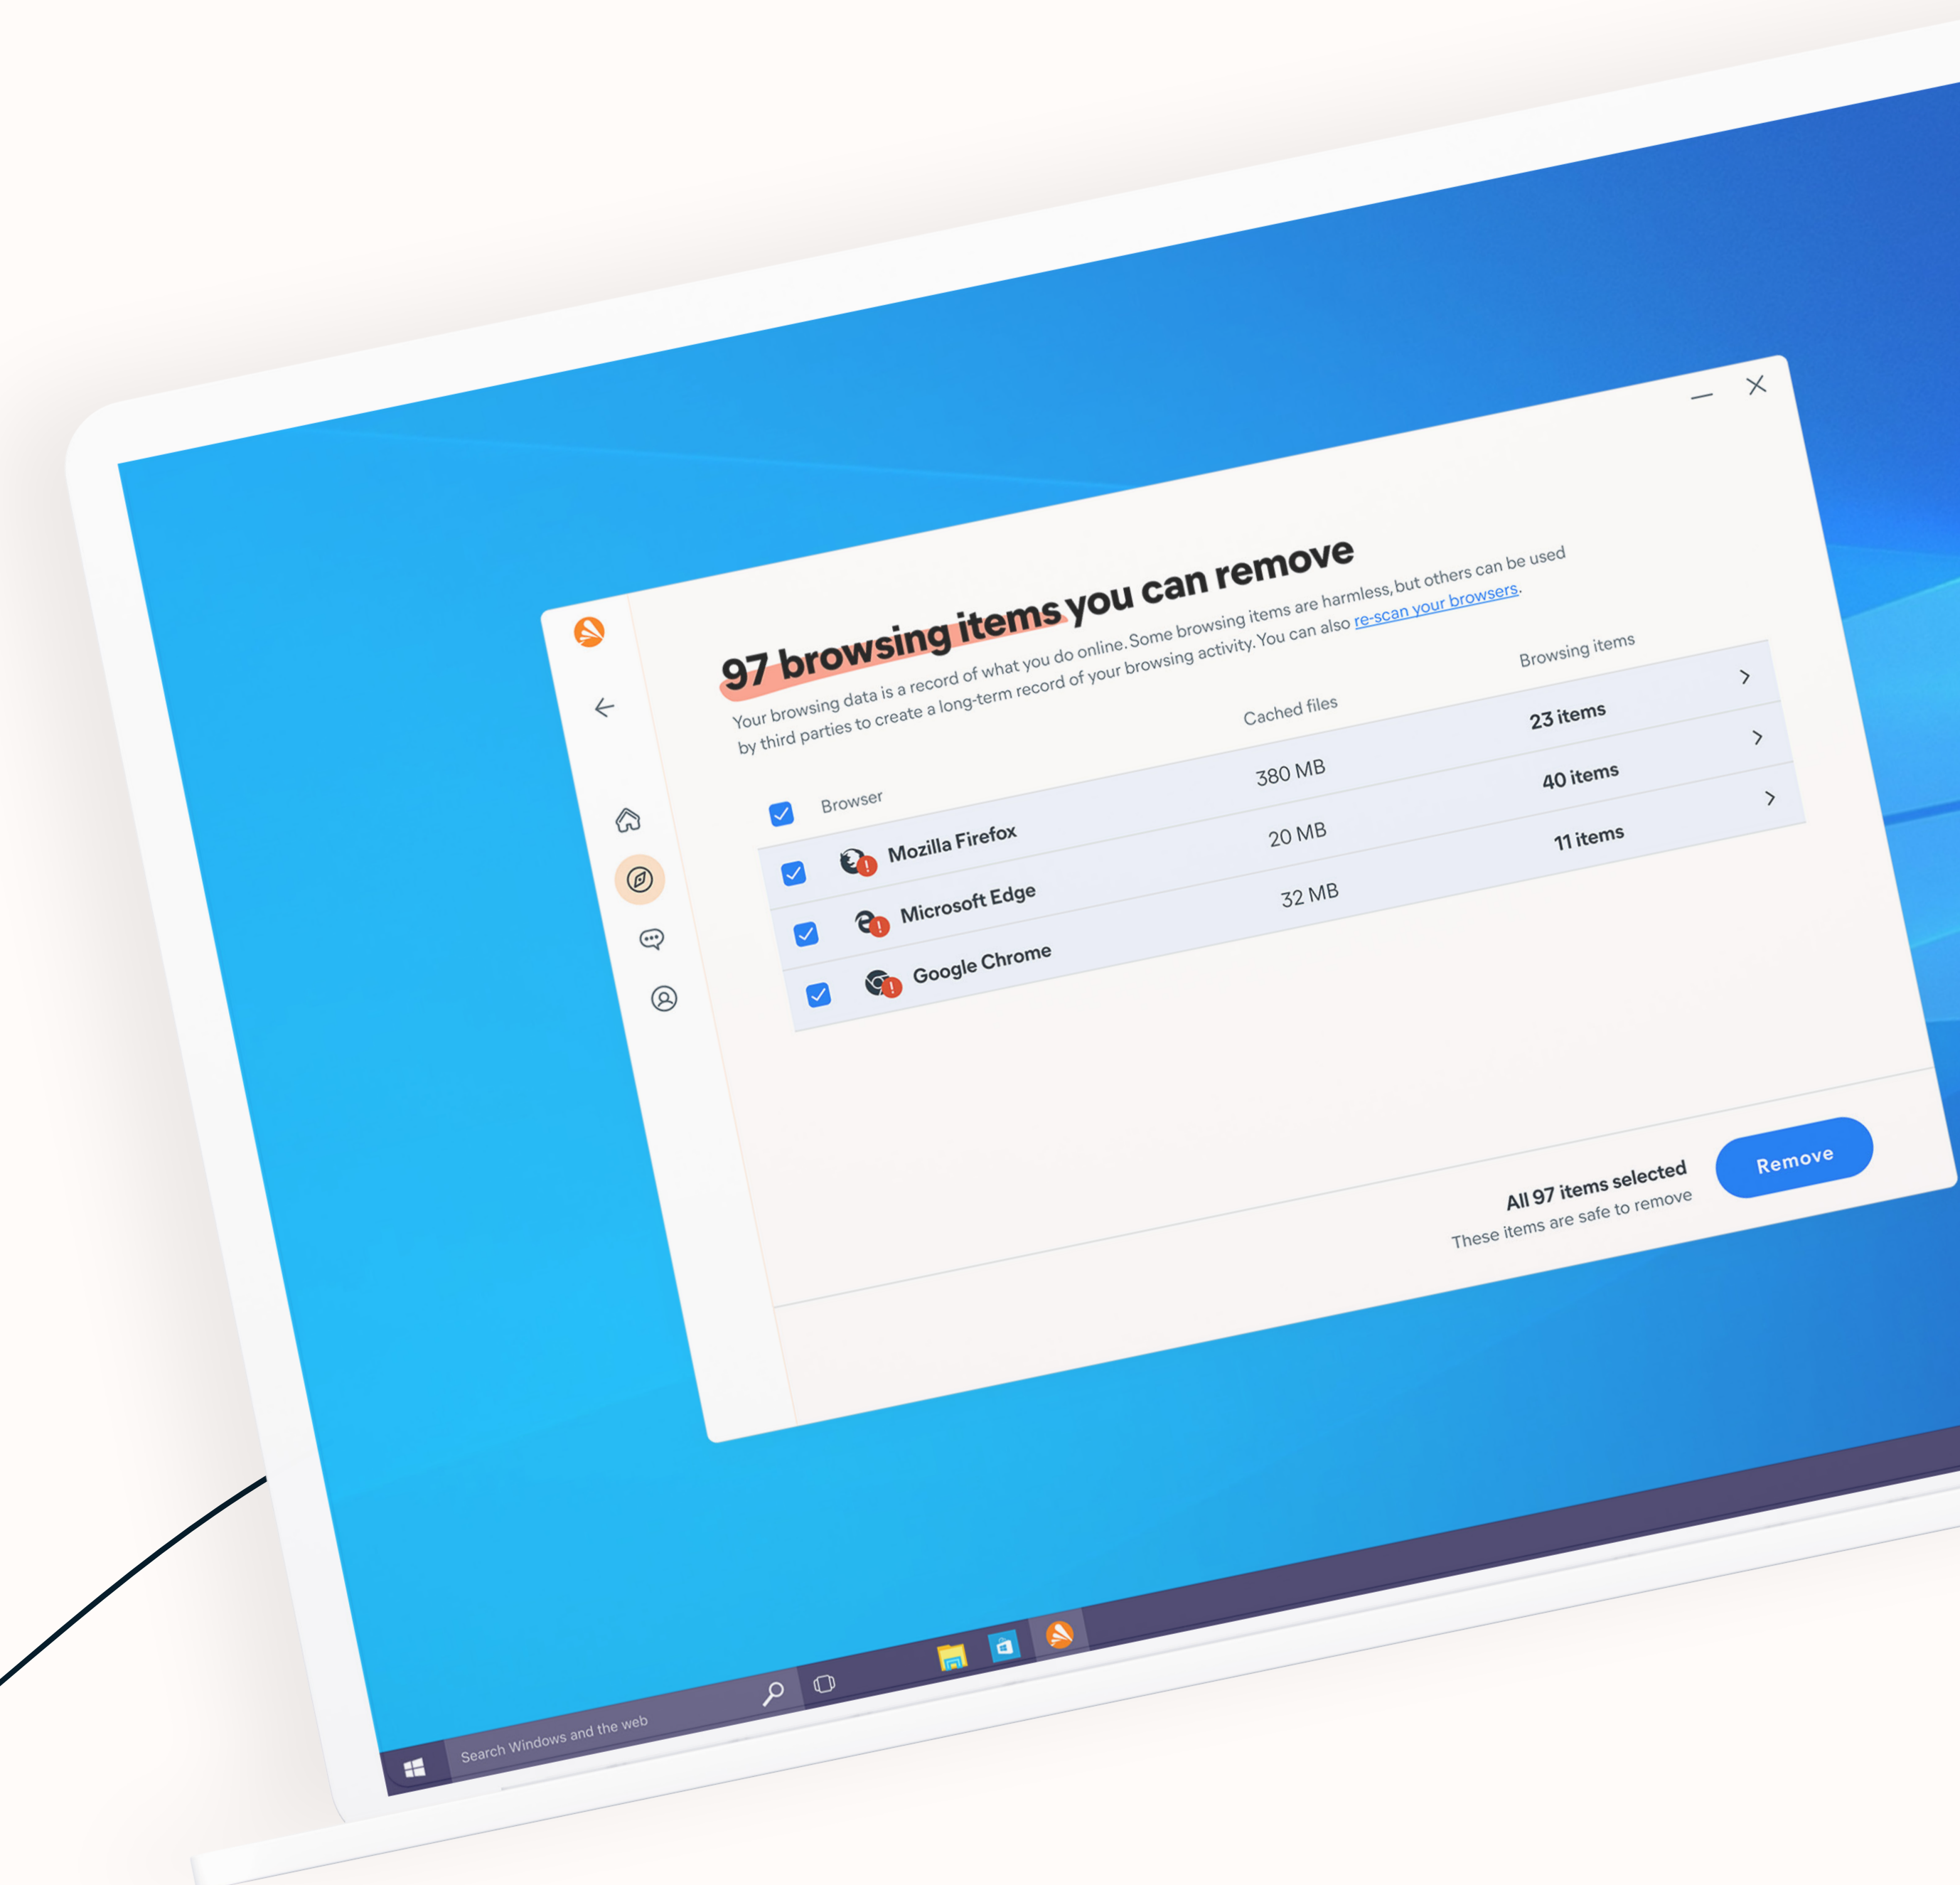 97 browsing items you can remove
Your browsing data is a record of what you do online. Some browsing items are harmless, but others can be used
by third parties to create a long-term record of your browsing activity. You can also re-scan your browsers.
Browser Cached files Browsing items
Mozilla Firefox 380 MB 23 items
Microsoft Edge 20 MB 40 items
Google Chrome 32 MB 11 items
All 97 items selected
These items are safe to remove
Remove
Search Windows and the web